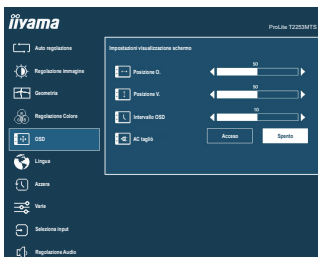 iiyama
ProLite T2253MTS
Auto regolazione
Regolazione immagine
Geometria
Regolazione Colore
OSD
Lingua
Azzera
Varie
Seleziona input
Regolazione Audio
Impostazioni visualizzazione schermo
Posizione O.
50
Posizione V.
50
Intervallo OSD
10
AC taglio
Acceso
Spento